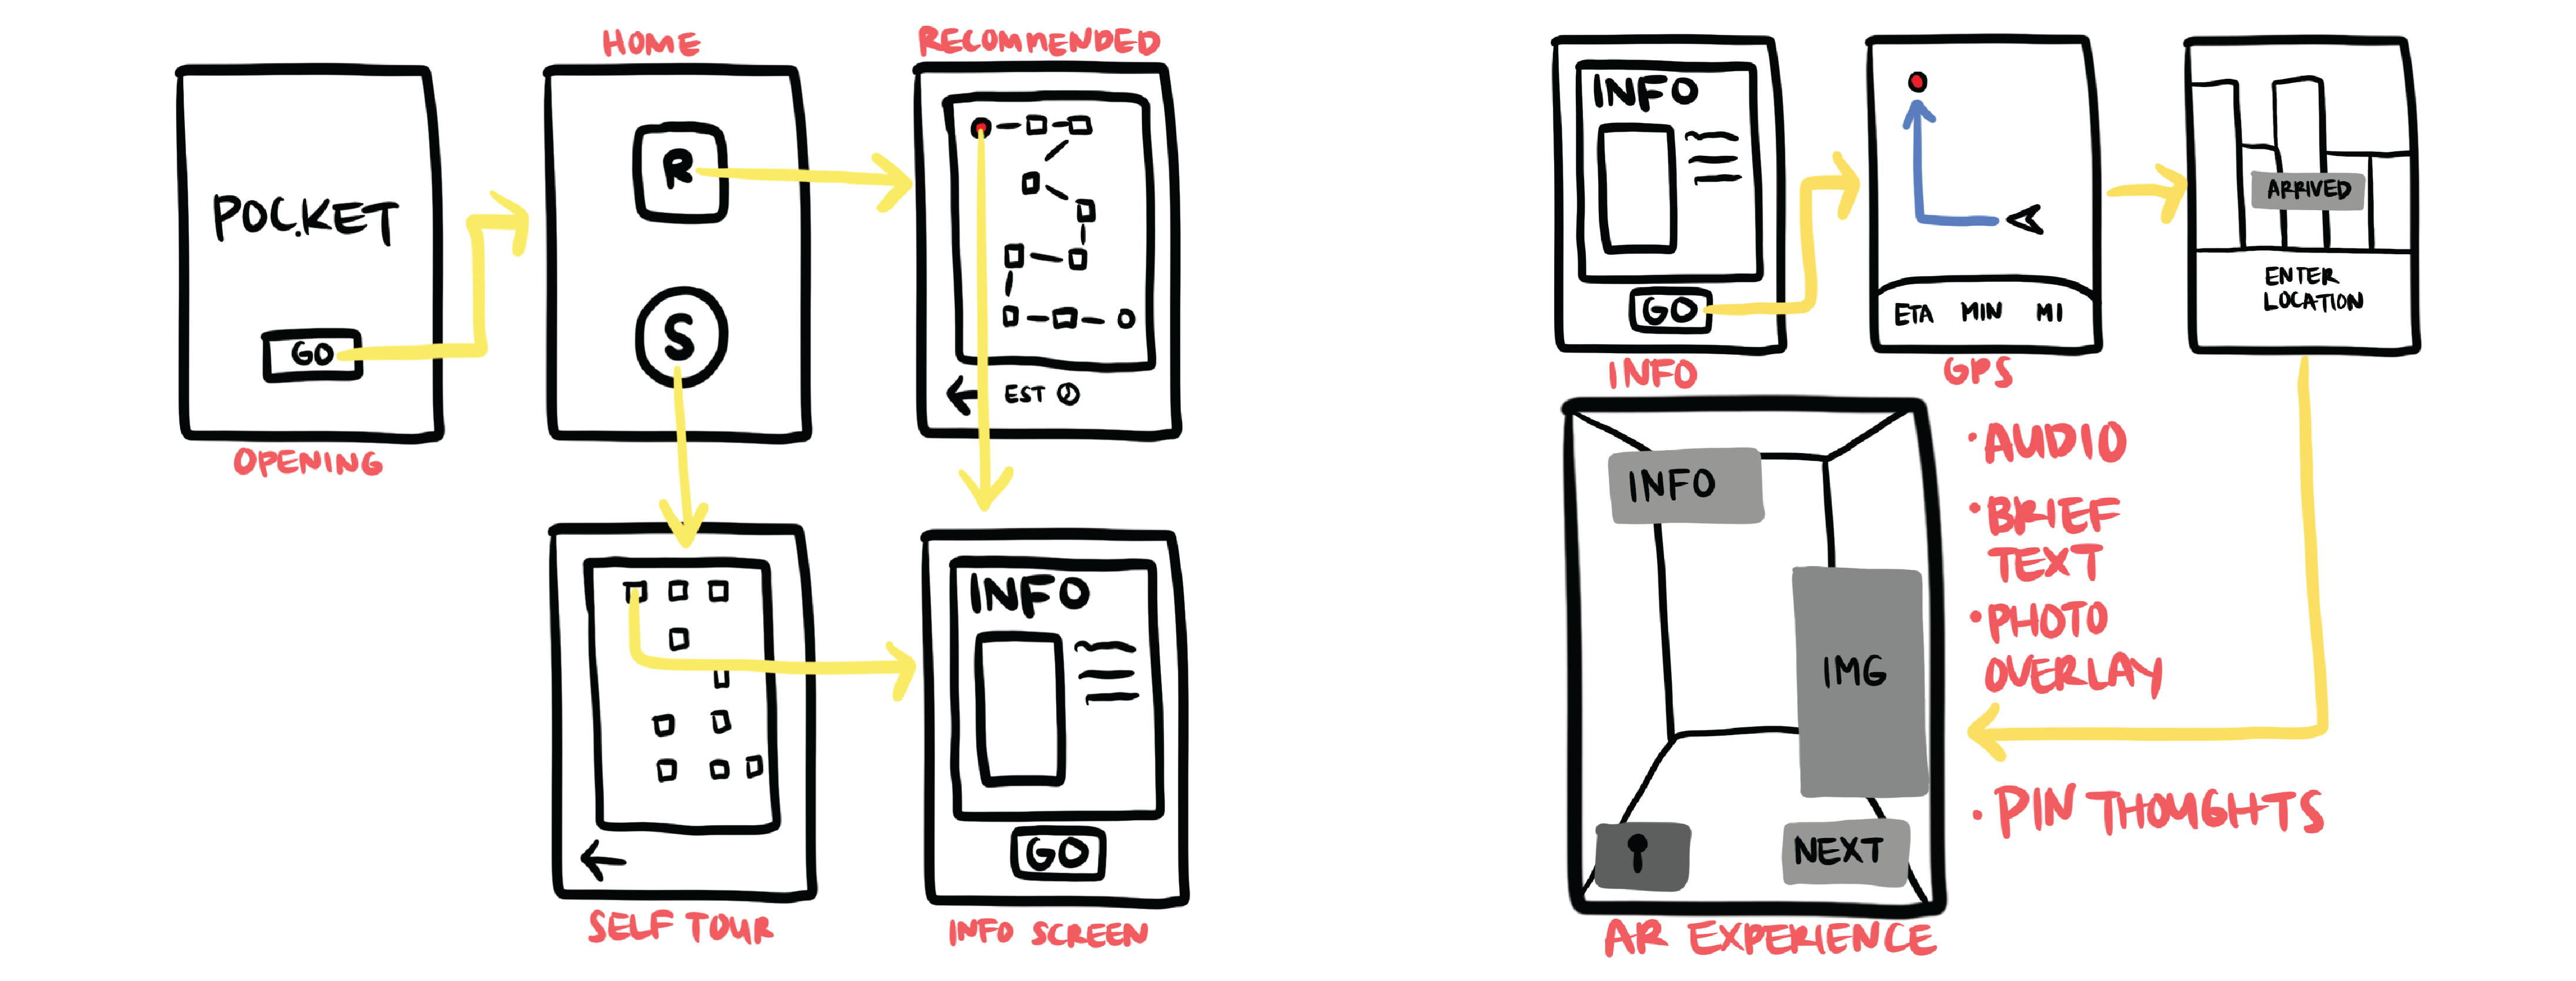 HOME
RECOMMENDED
POCKET
GO
OPENING
R
S
EST
SELF TOUR
INFO
GO
INFO SCREEN
INFO
GO
INFO
ETA MIN MI
GPS
ARRIVED
ENTER
LOCATION
INFO
IMG
NEXT
AR EXPERIENCE
· AUDIO
· BRIEF
TEXT
· PHOTO
OVERLAY
· PIN THOUGHTS